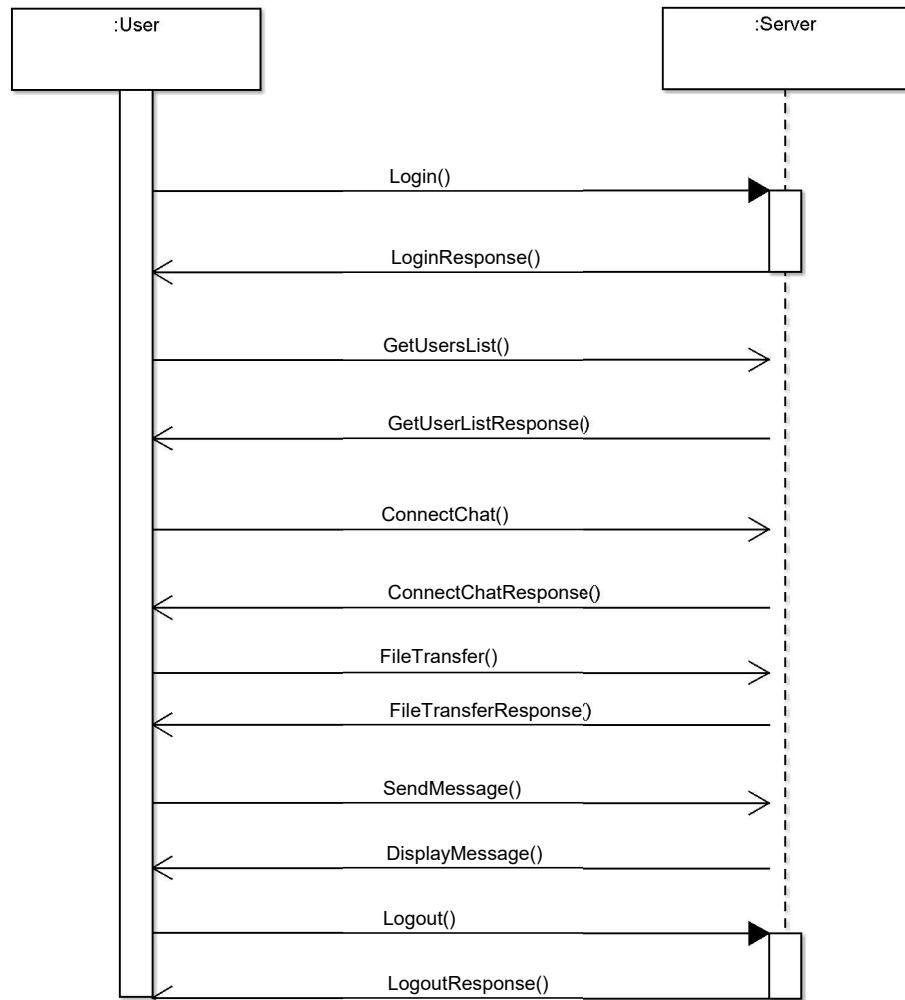 :User
:Server
Login()
LoginResponse()
GetUsersList()
GetUserListResponse()
ConnectChat()
ConnectChatResponse()
FileTransfer()
FileTransferResponse()
SendMessage()
DisplayMessage()
Logout()
LogoutResponse()